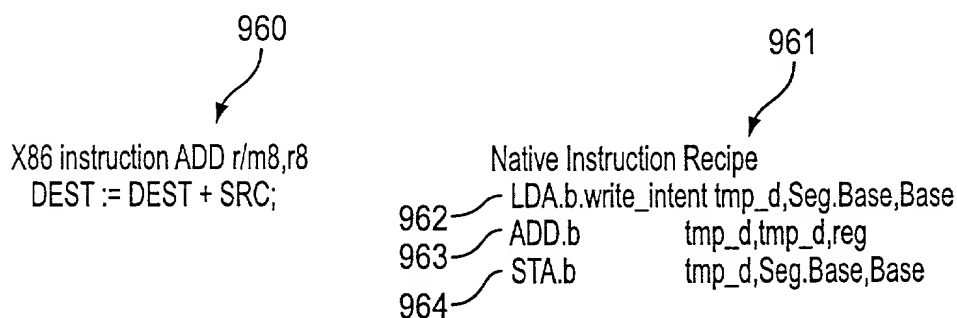 960
961
X86 instruction ADD r/m8,r8
DEST := DEST + SRC;
Native Instruction Recipe
962 LDA.b.write_intent tmp_d,Seg.Base,Base
963 ADD.b tmp_d,tmp_d,reg
964 STA.b tmp_d,Seg.Base,Base